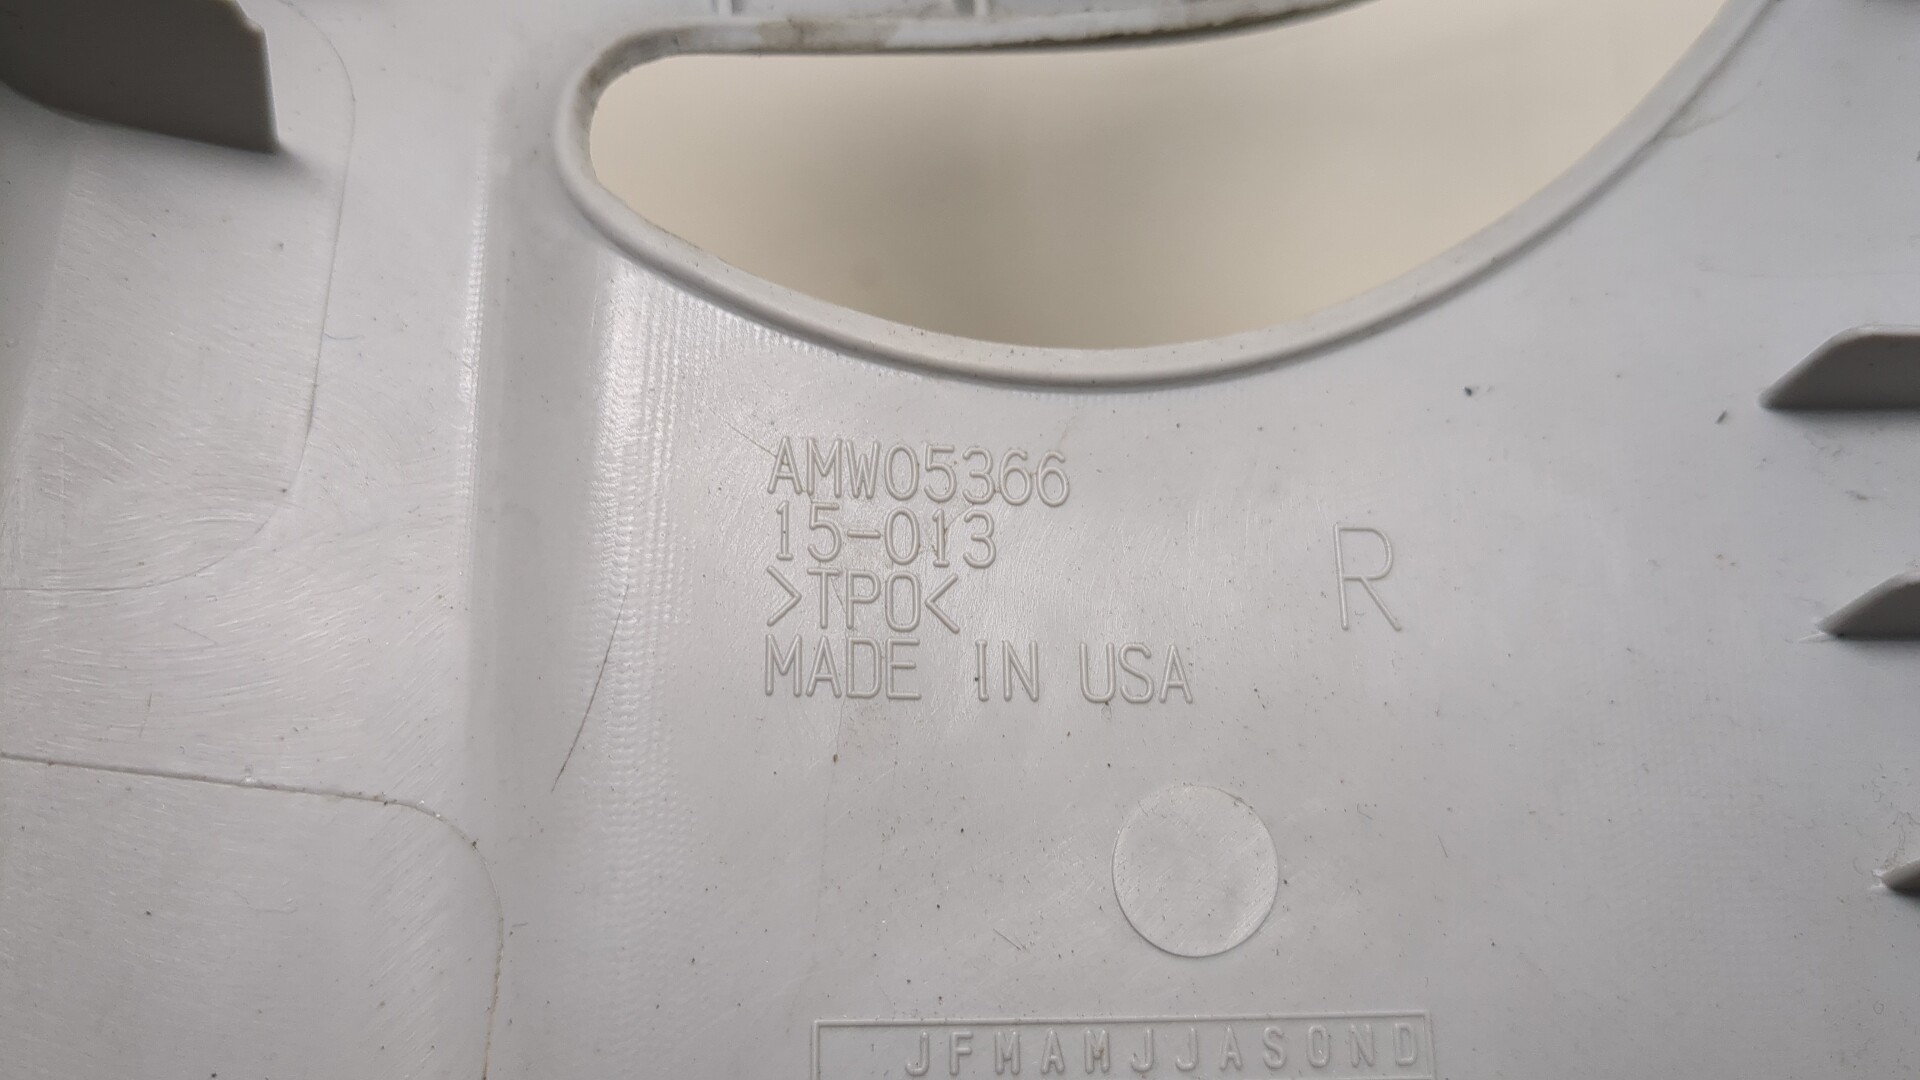 AMW05366
15-013
>TPO<
MADE IN USA
R
JFMAMJJASOND